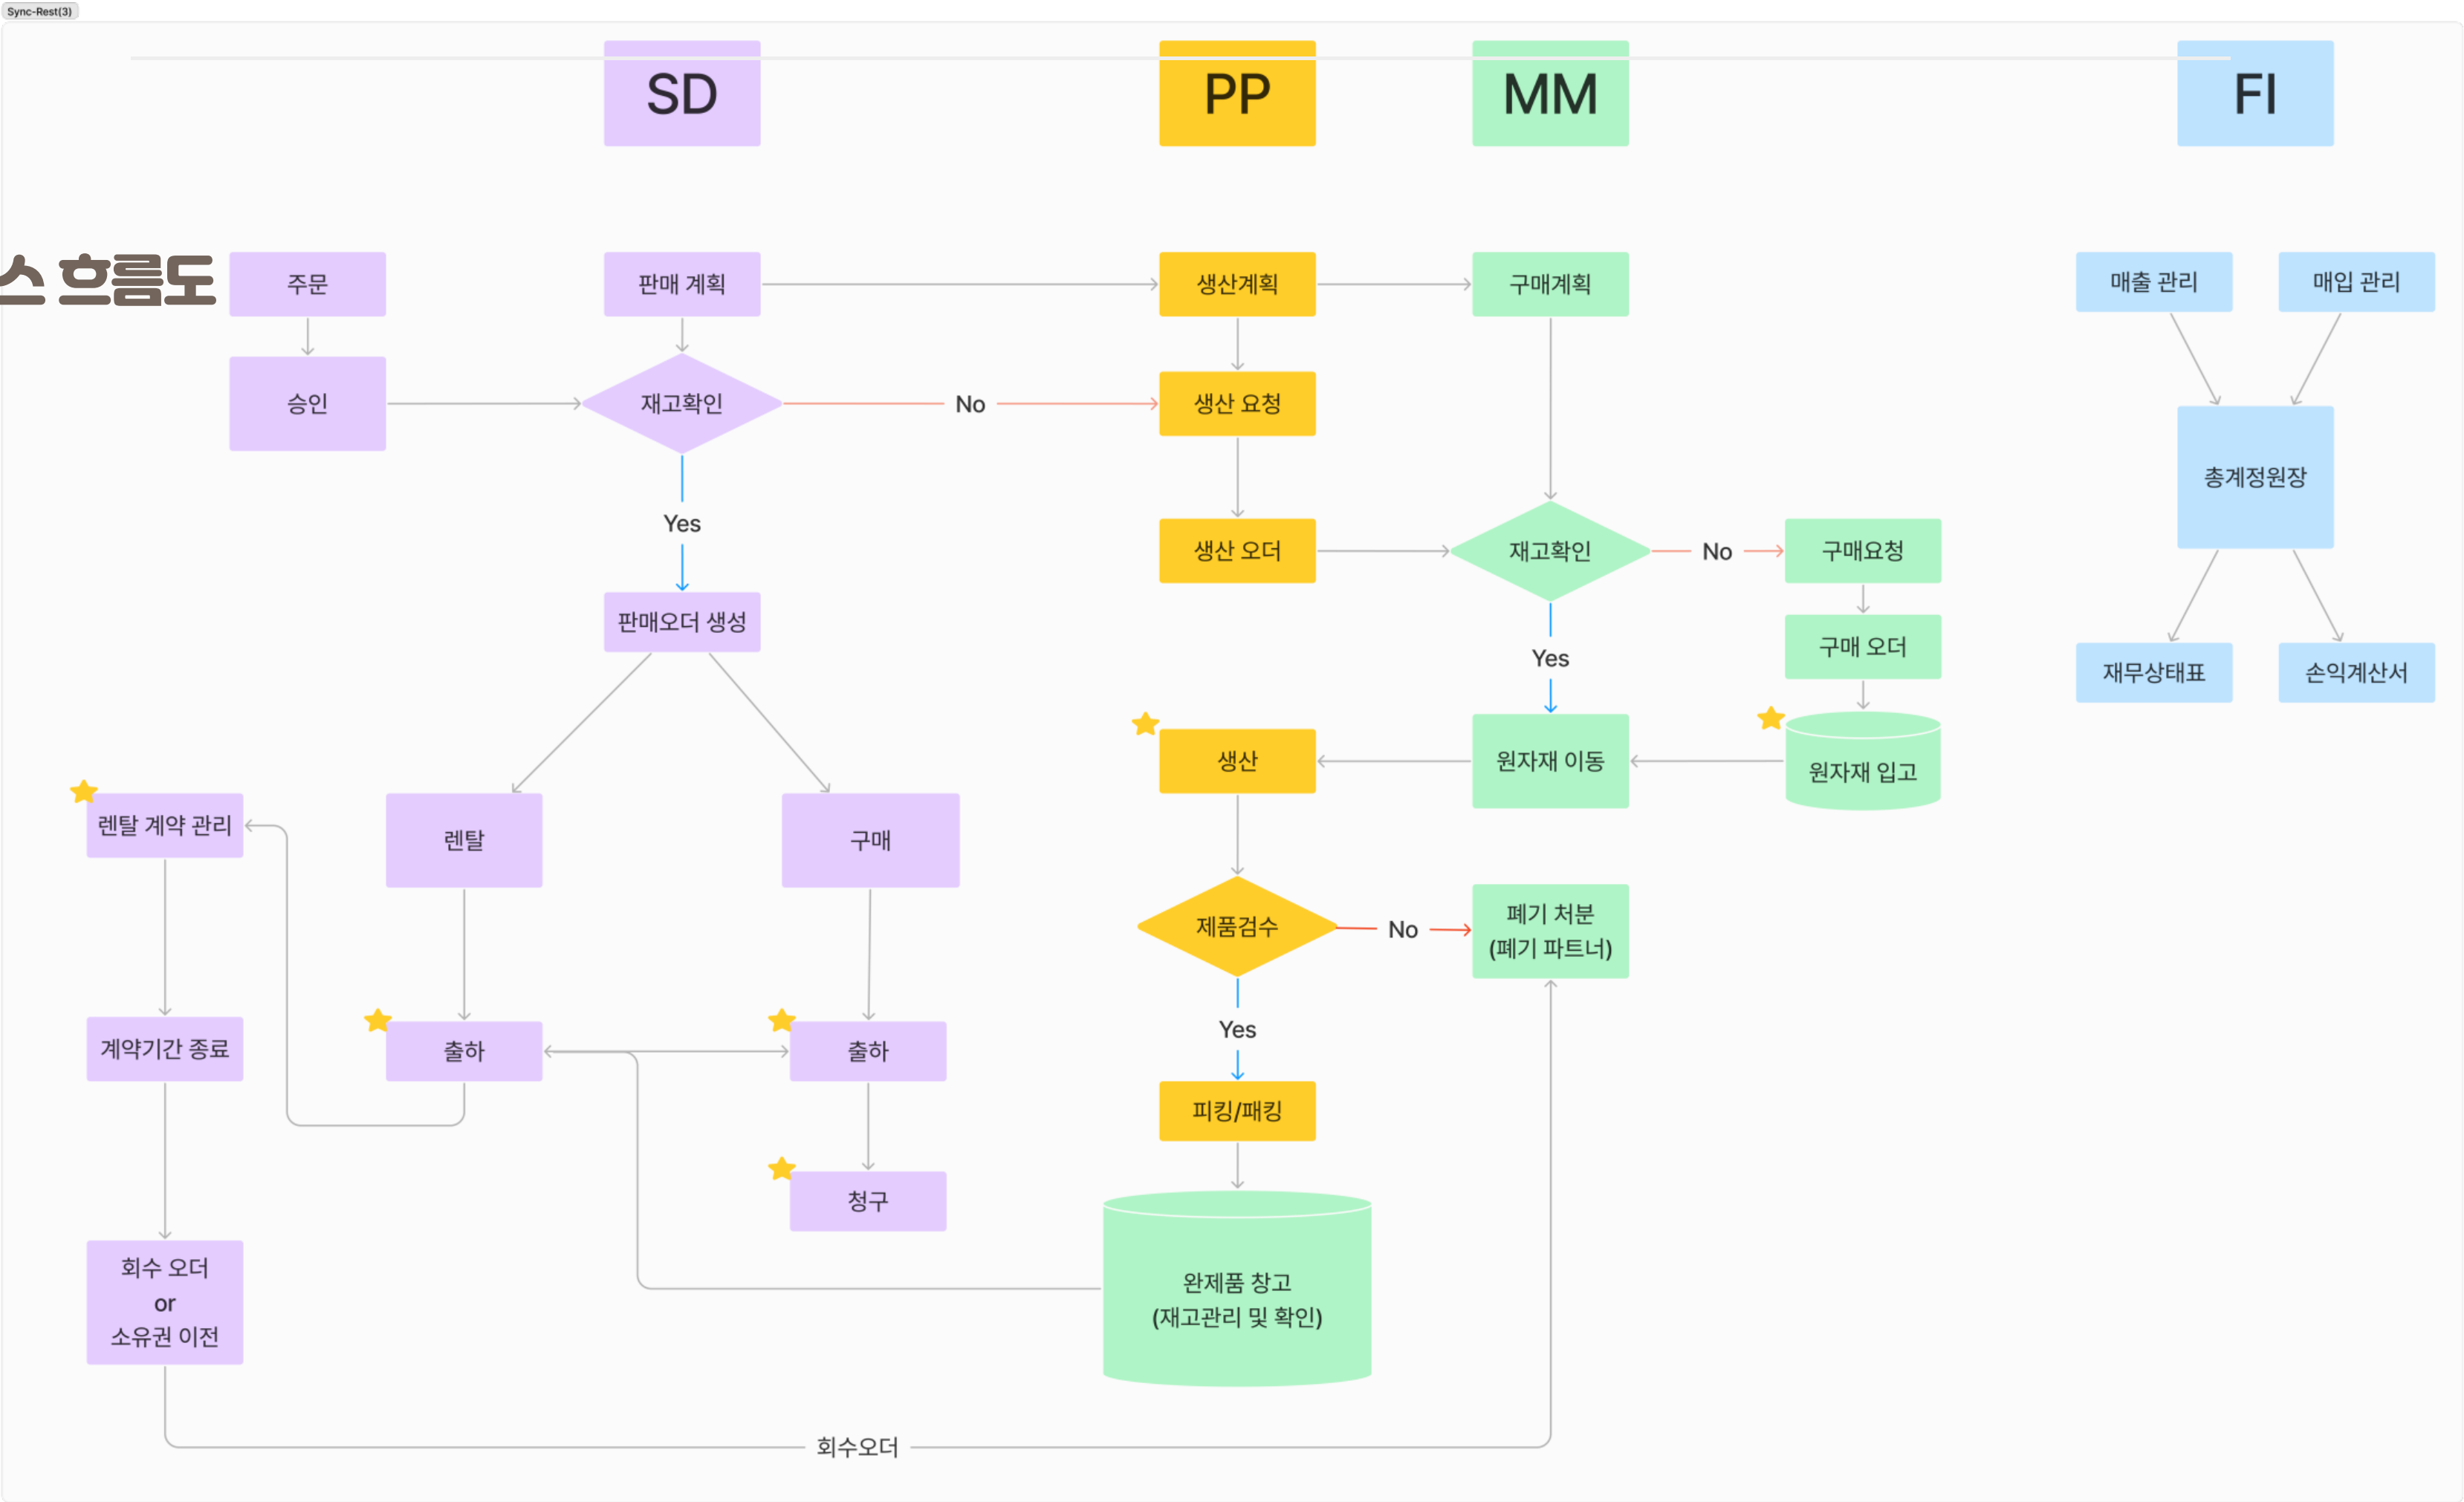 Sync-Rest(3)
SD
PP
MM
FI
스 흐름도
주문
판매 계획
생산계획
구매계획
매출 관리
매입 관리
승인
재고확인
No
생산 요청
총계정원장
Yes
생산 오더
재고확인
No
구매요청
판매오더 생성
Yes
구매 오더
재무상태표
손익계산서
생산
원자재 이동
원자재 입고
렌탈 계약 관리
렌탈
구매
제품검수
No
폐기 처분
(폐기 파트너)
계약기간 종료
출하
출하
Yes
피킹/패킹
청구
회수 오더
or
소유권 이전
완제품 창고
(재고관리 및 확인)
회수오더